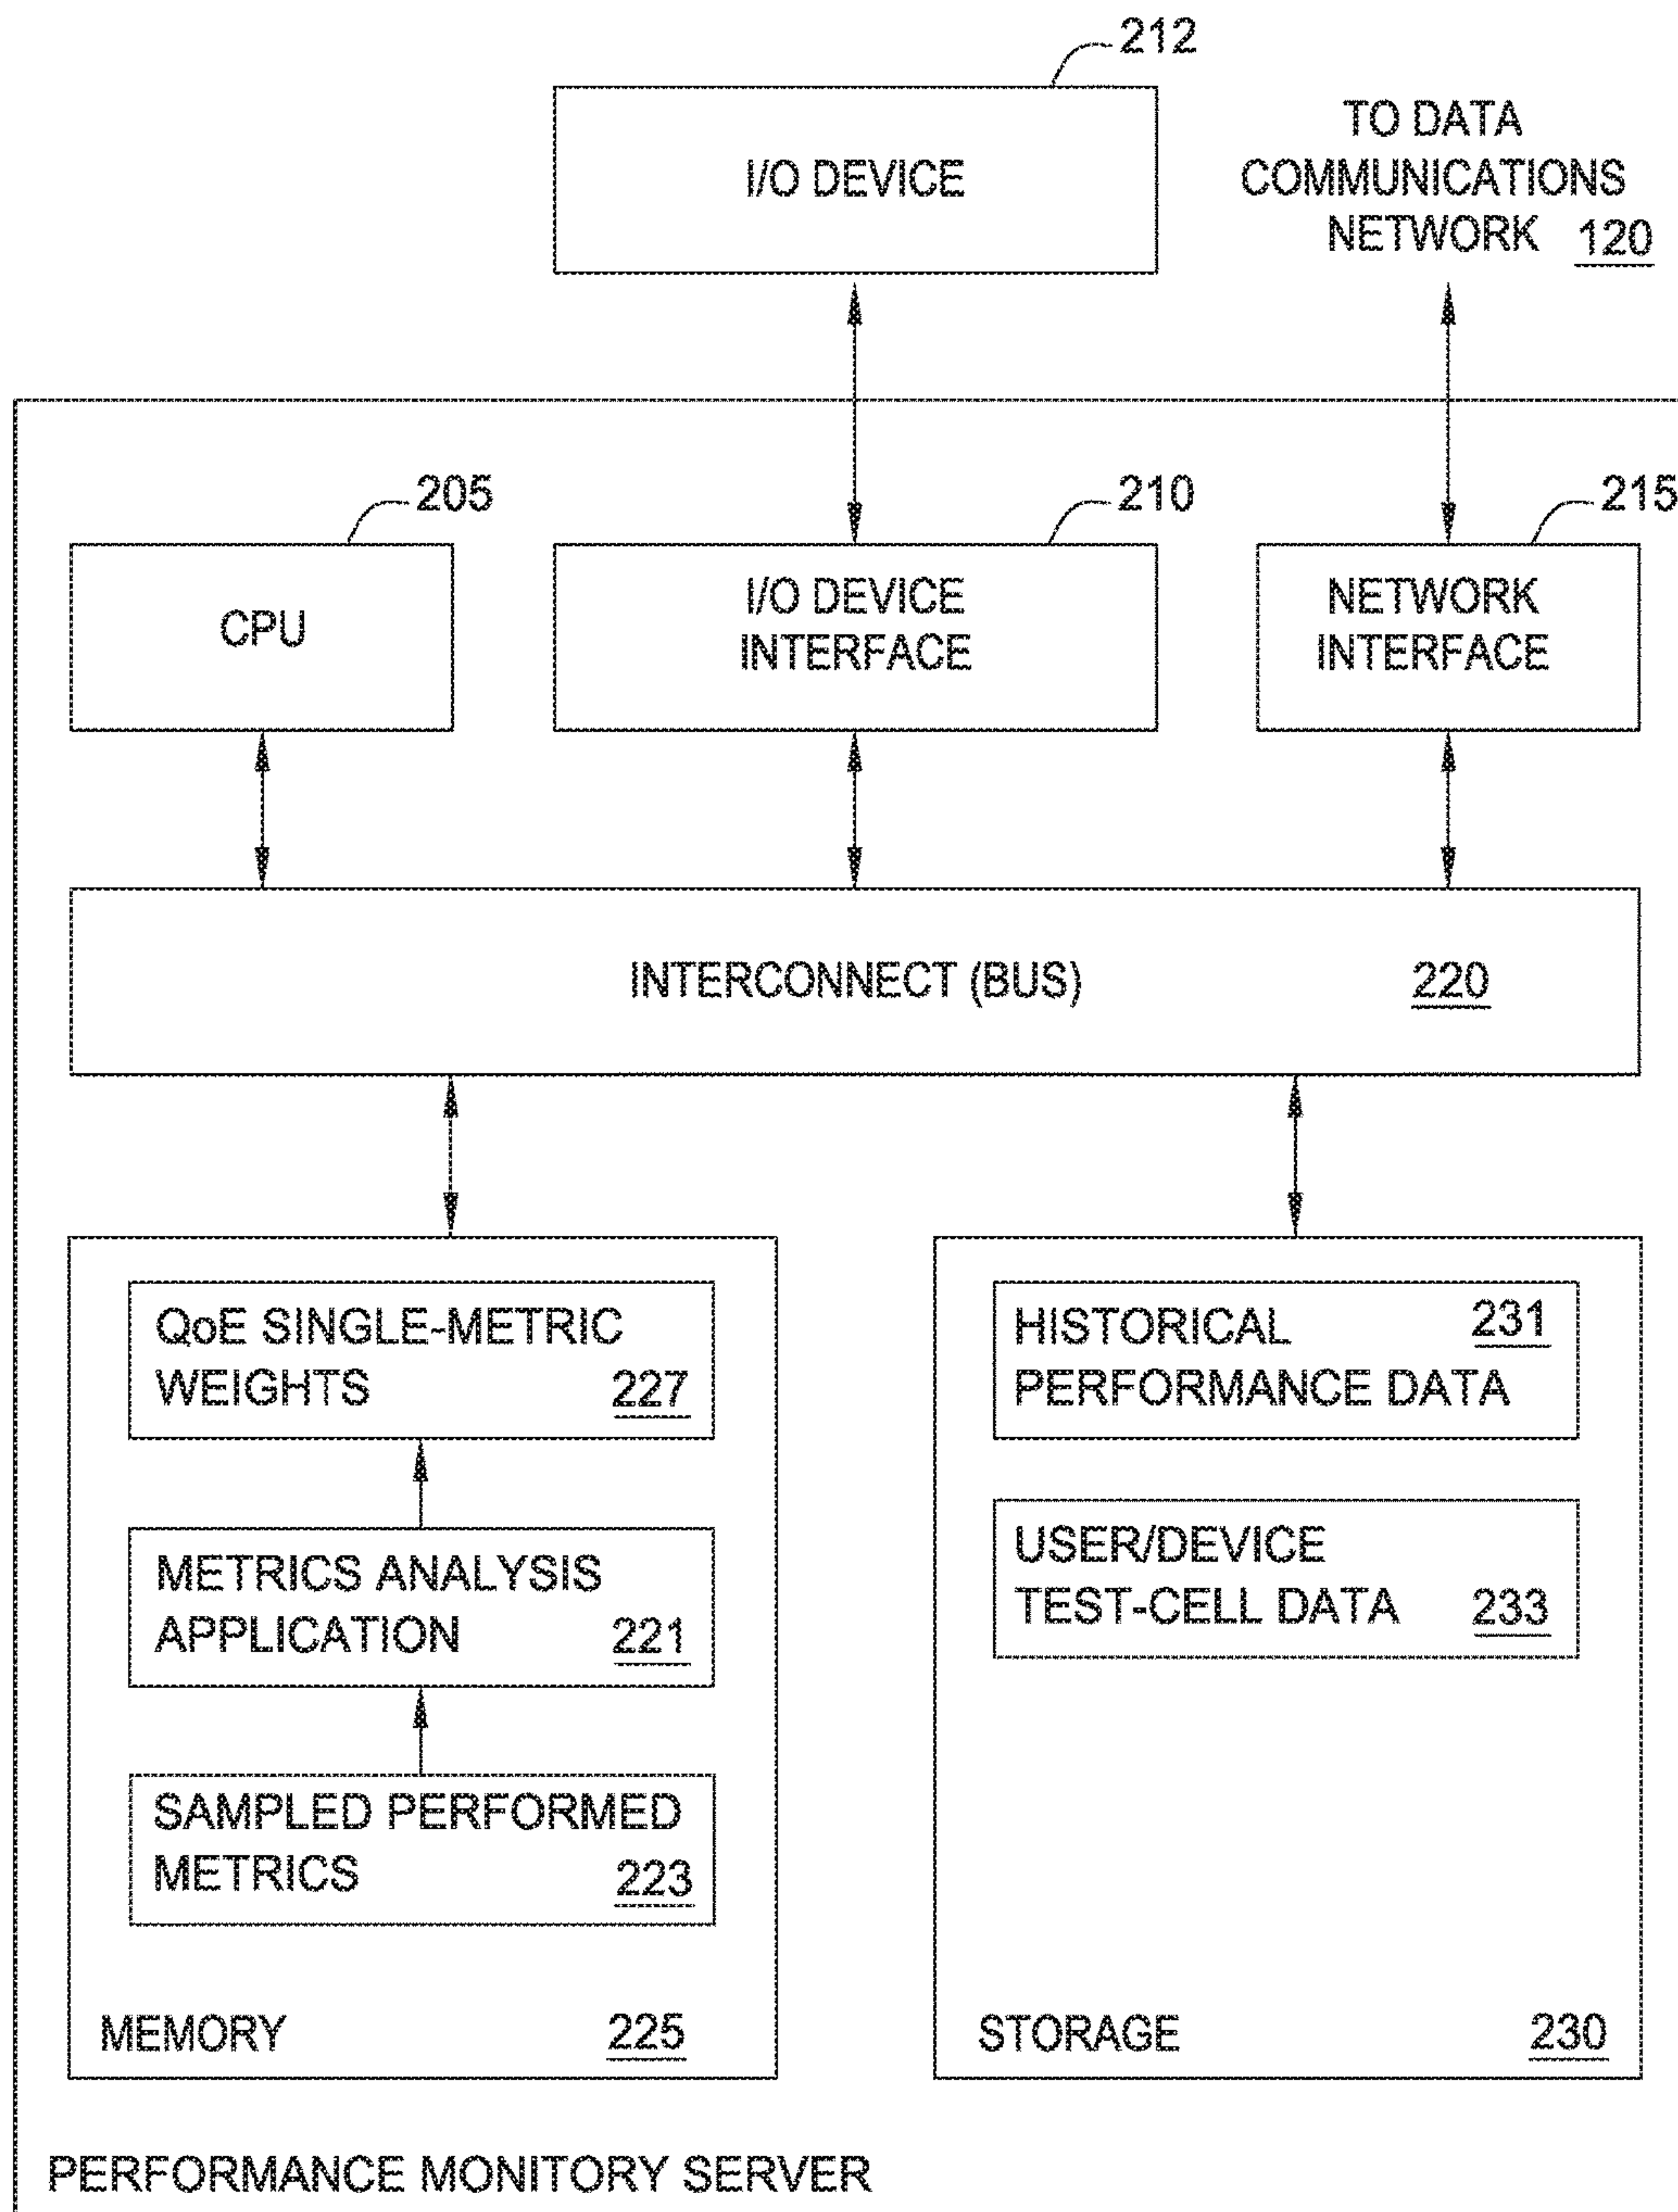 212
I/O DEVICE
TO DATA
COMMUNICATIONS
NETWORK 120
205
210
215
CPU
I/O DEVICE
INTERFACE
NETWORK
INTERFACE
INTERCONNECT (BUS) 220
QoE SINGLE-METRIC
WEIGHTS 227
METRICS ANALYSIS
APPLICATION 221
SAMPLED PERFORMED
METRICS 223
MEMORY 225
HISTORICAL 231
PERFORMANCE DATA
USER/DEVICE
TEST-CELL DATA 233
STORAGE 230
PERFORMANCE MONITORY SERVER